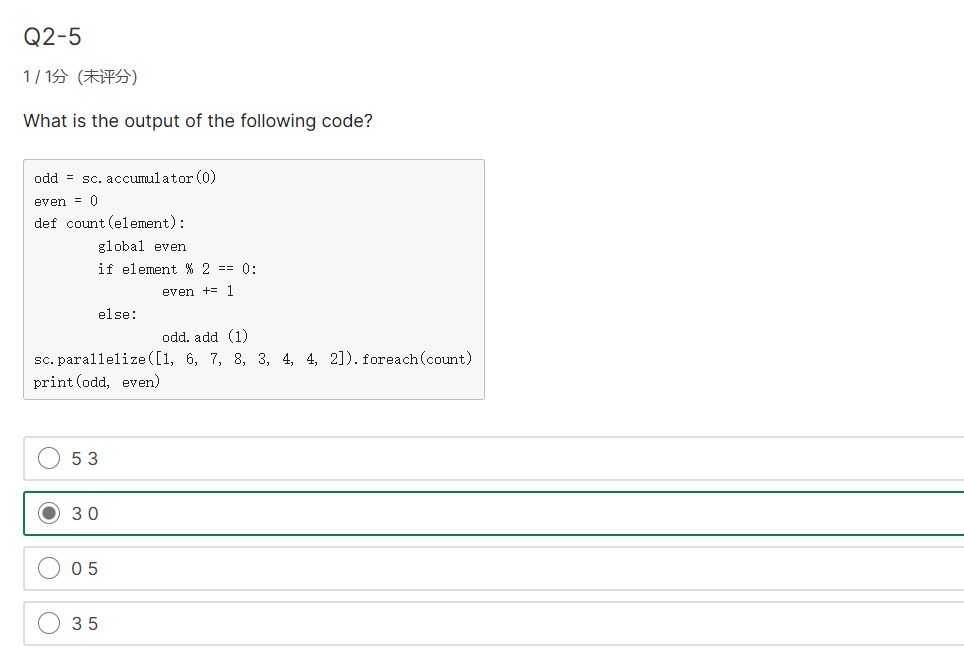 Q2-5
1 / 1分 (未评分)
What is the output of the following code?
odd = sc.accumulator(0)
even = 0
def count(element):
        global even
        if element % 2 == 0:
                even += 1
        else:
                odd.add (1)
sc.parallelize([1, 6, 7, 8, 3, 4, 4, 2]).foreach(count)
print(odd, even)
5 3
3 0
0 5
3 5